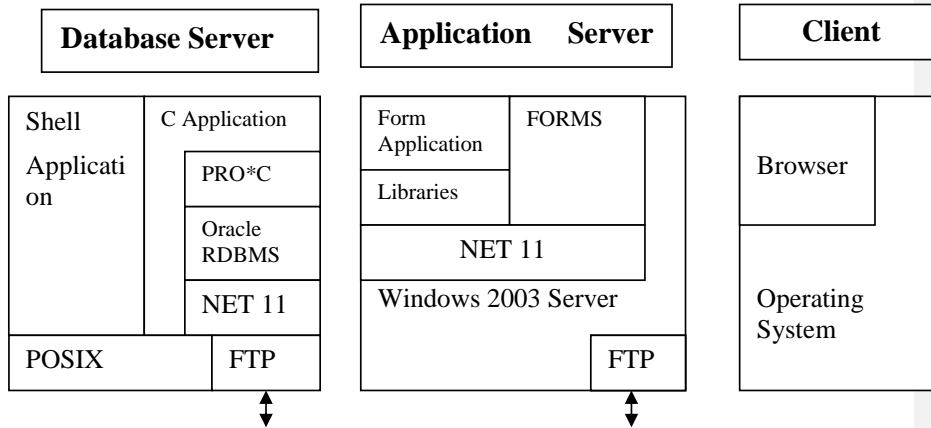 Database Server
Application Server
Client
Shell
Applicati
on
C Application
PRO*C
Oracle
RDBMS
NET 11
POSIX
FTP
Form
Application
FORMS
Libraries
NET 11
Windows 2003 Server
FTP
Browser
Operating
System